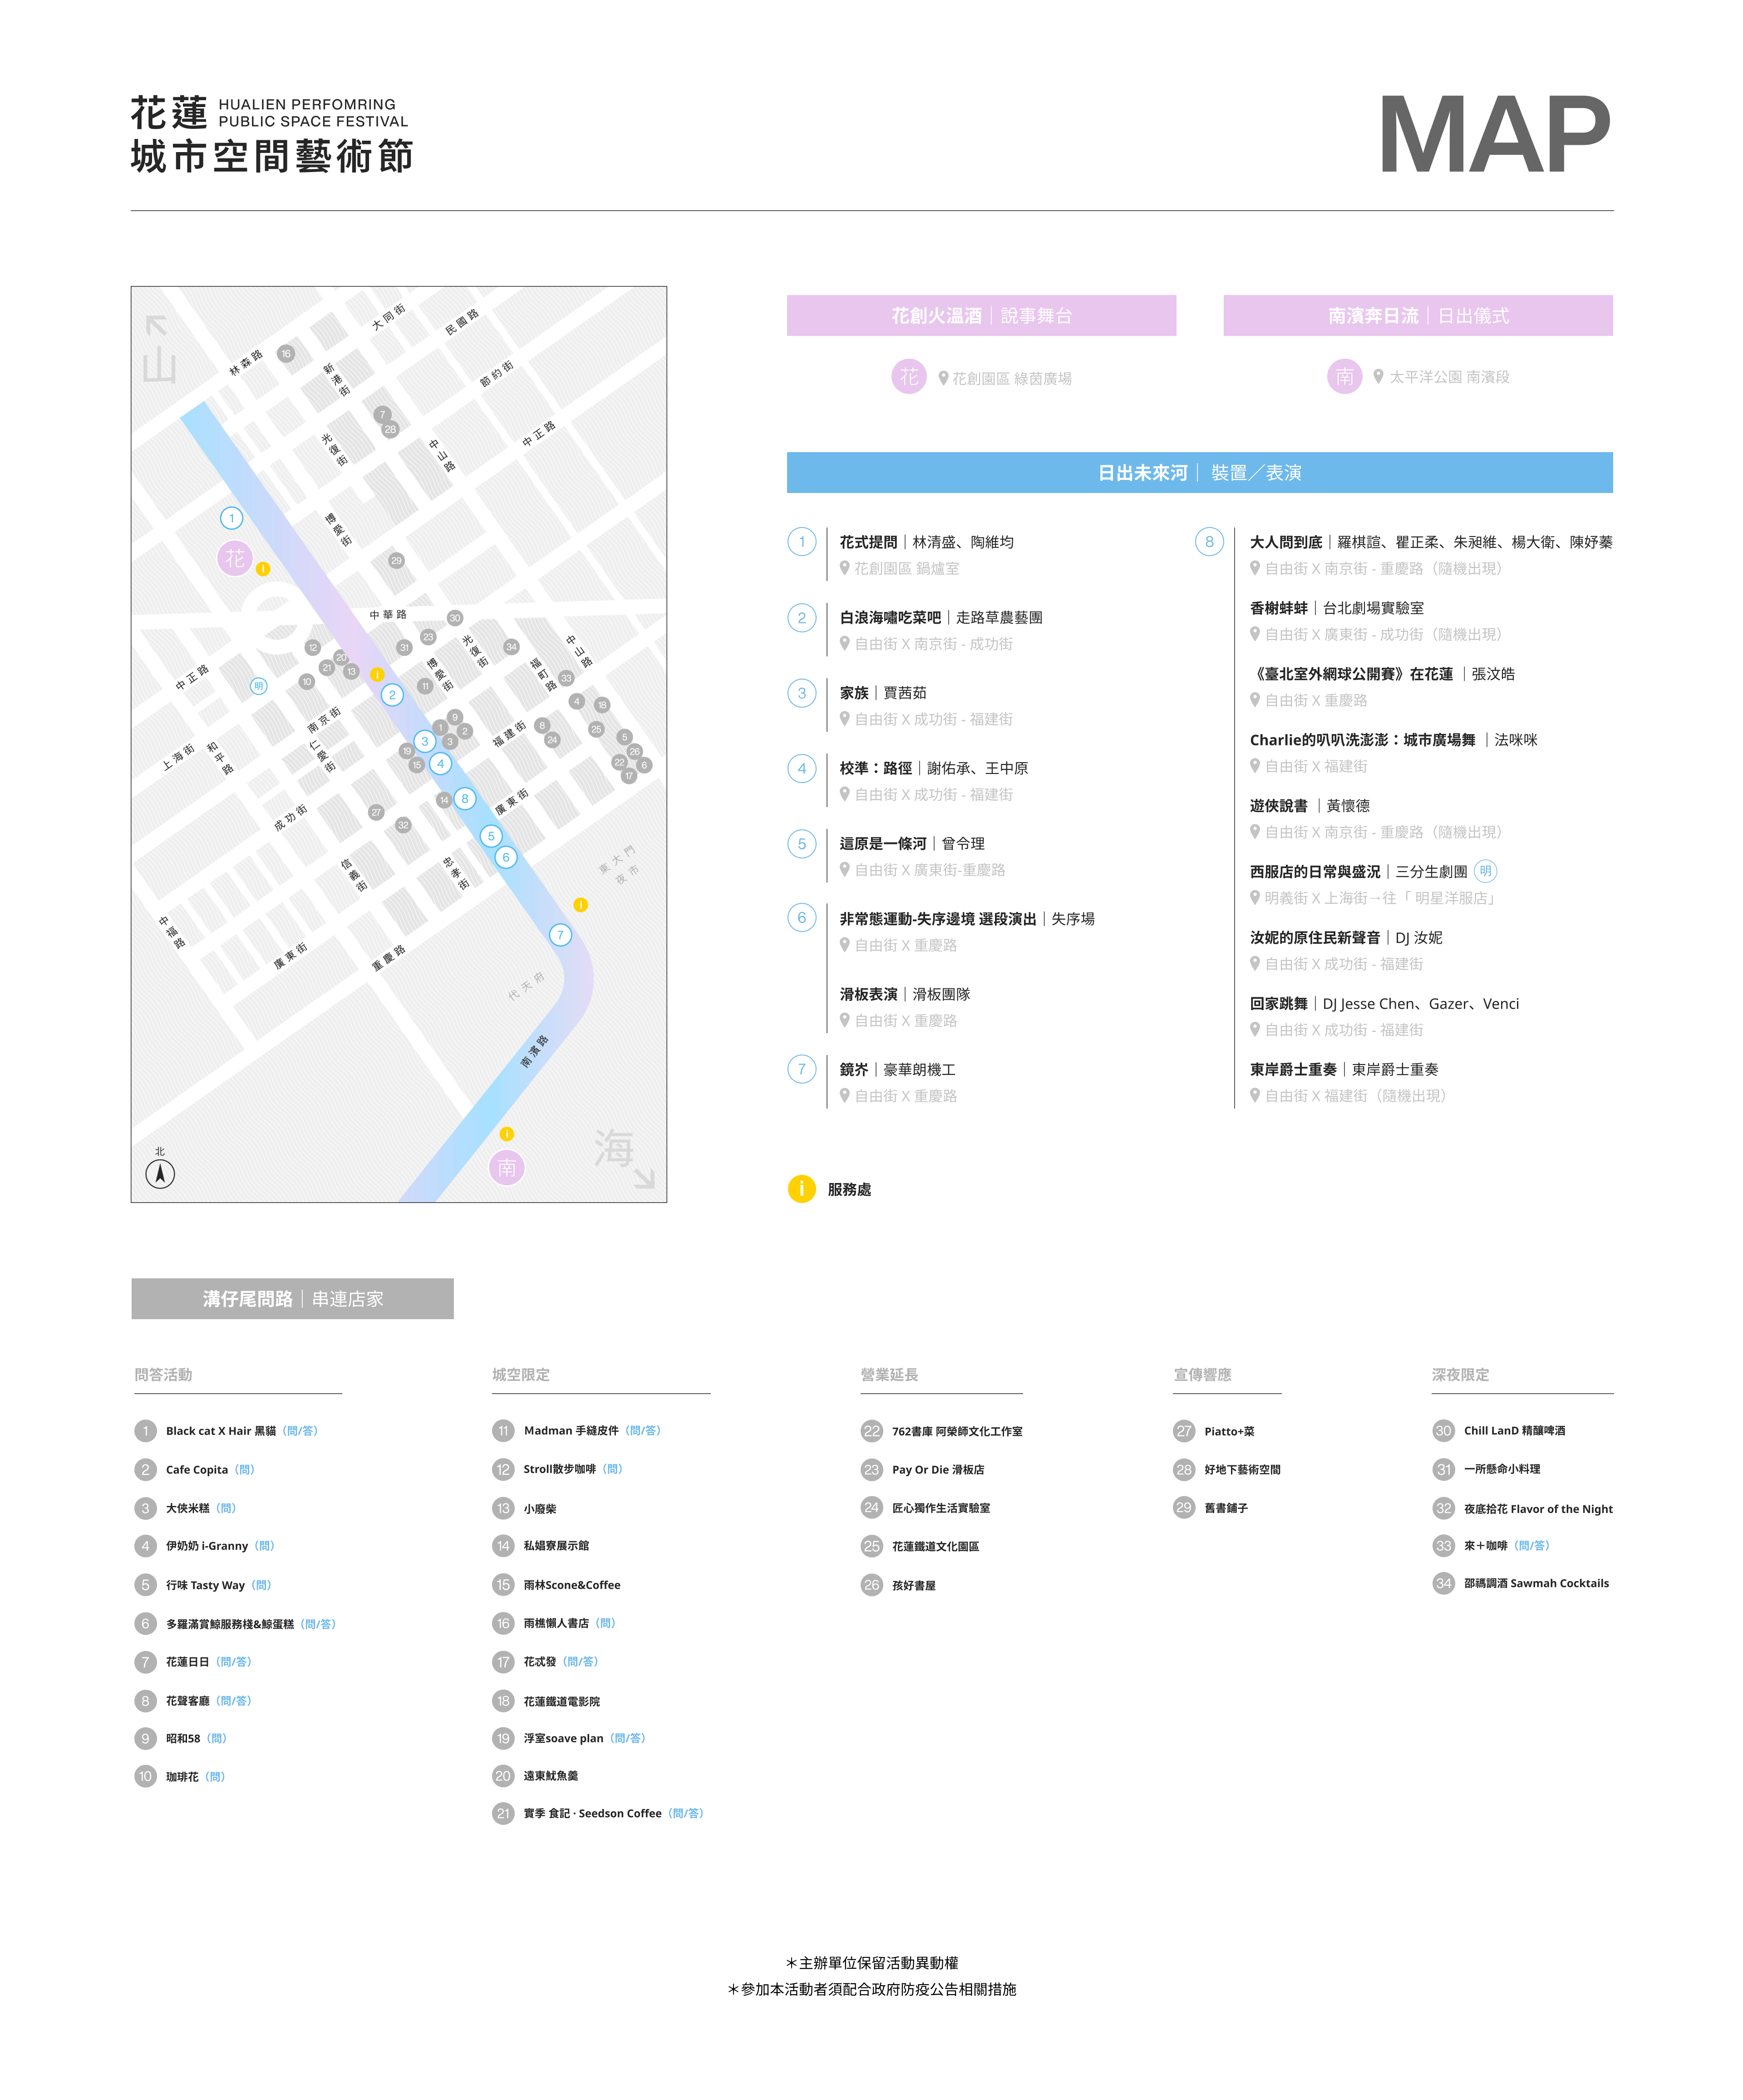 花蓮 HUALIEN PERFOMRING
PUBLIC SPACE FESTIVAL
城市空間藝術節
MAP
山
林森路
16
大同街
民國路
新港街
節約街
7
28
光復街
中山路
中正路
1
花
i
博愛街
29
中華路
30
23
31
光復街
34
中山路
12
20
21
13
10
中正路
明
i
2
博愛街
11
福町路
33
4
18
南京街
仁愛街
9
1
2
3
3
19
15
4
福建街
8
24
25
5
26
22
6
17
上海街
和平路
成功街
27
32
14
8
廣東街
5
6
信義街
忠孝街
東大門
夜市
i
7
中福路
廣東街
重慶路
代天府
南濱路
i
南
海
北
花創火溫酒｜說事舞台
花 花創園區 綠茵廣場
南濱奔日流｜日出儀式
南 太平洋公園 南濱段
日出未來河｜ 裝置／表演
1 花式提問｜林清盛、陶維均
花創園區 鍋爐室
2 白浪海嘯吃菜吧｜走路草農藝團
自由街 X 南京街 - 成功街
3 家族｜賈茜茹
自由街 X 成功街 - 福建街
4 校準：路徑｜謝佑承、王中原
自由街 X 成功街 - 福建街
5 這原是一條河｜曾令理
自由街 X 廣東街-重慶路
6 非常態運動-失序邊境 選段演出｜失序場
自由街 X 重慶路
滑板表演｜滑板團隊
自由街 X 重慶路
7 鏡芥｜豪華朗機工
自由街 X 重慶路
8 大人問到底｜羅棋諠、瞿正柔、朱昶維、楊大衛、陳妤蓁
自由街 X 南京街 - 重慶路（隨機出現）
香榭蚌蚌｜台北劇場實驗室
自由街 X 廣東街 - 成功街（隨機出現）
《臺北室外網球公開賽》在花蓮 ｜張汶皓
自由街 X 重慶路
Charlie的叭叭洗澎澎：城市廣場舞 ｜法咪咪
自由街 X 福建街
遊俠說書 ｜黃懷德
自由街 X 南京街 - 重慶路（隨機出現）
西服店的日常與盛況｜三分生劇團 明
明義街 X 上海街→往「 明星洋服店」
汝妮的原住民新聲音｜DJ 汝妮
自由街 X 成功街 - 福建街
回家跳舞｜DJ Jesse Chen、Gazer、Venci
自由街 X 成功街 - 福建街
東岸爵士重奏｜東岸爵士重奏
自由街 X 福建街（隨機出現）
i 服務處
溝仔尾問路｜串連店家
問答活動
1 Black cat X Hair 黑貓（問/答）
2 Cafe Copita（問）
3 大俠米糕（問）
4 伊奶奶 i-Granny（問）
5 行味 Tasty Way（問）
6 多羅滿賞鯨服務棧&鯨蛋糕（問/答）
7 花蓮日日（問/答）
8 花聲客廳（問/答）
9 昭和58（問）
10 珈琲花（問）
城空限定
11 Madman 手縫皮件（問/答）
12 Stroll散步咖啡（問）
13 小廢柴
14 私娼寮展示館
15 雨林Scone&Coffee
16 雨樵懶人書店（問）
17 花忒發（問/答）
18 花蓮鐵道電影院
19 浮室soave plan（問/答）
20 遠東魷魚羹
21 實季 食記 · Seedson Coffee（問/答）
營業延長
22 762書庫 阿榮師文化工作室
23 Pay Or Die 滑板店
24 匠心獨作生活實驗室
25 花蓮鐵道文化園區
26 孩好書屋
宣傳響應
27 Piatto+菜
28 好地下藝術空間
29 舊書鋪子
深夜限定
30 Chill LanD 精釀啤酒
31 一所懸命小料理
32 夜底拾花 Flavor of the Night
33 來＋咖啡（問/答）
34 邵禡調酒 Sawmah Cocktails
＊主辦單位保留活動異動權
＊參加本活動者須配合政府防疫公告相關措施